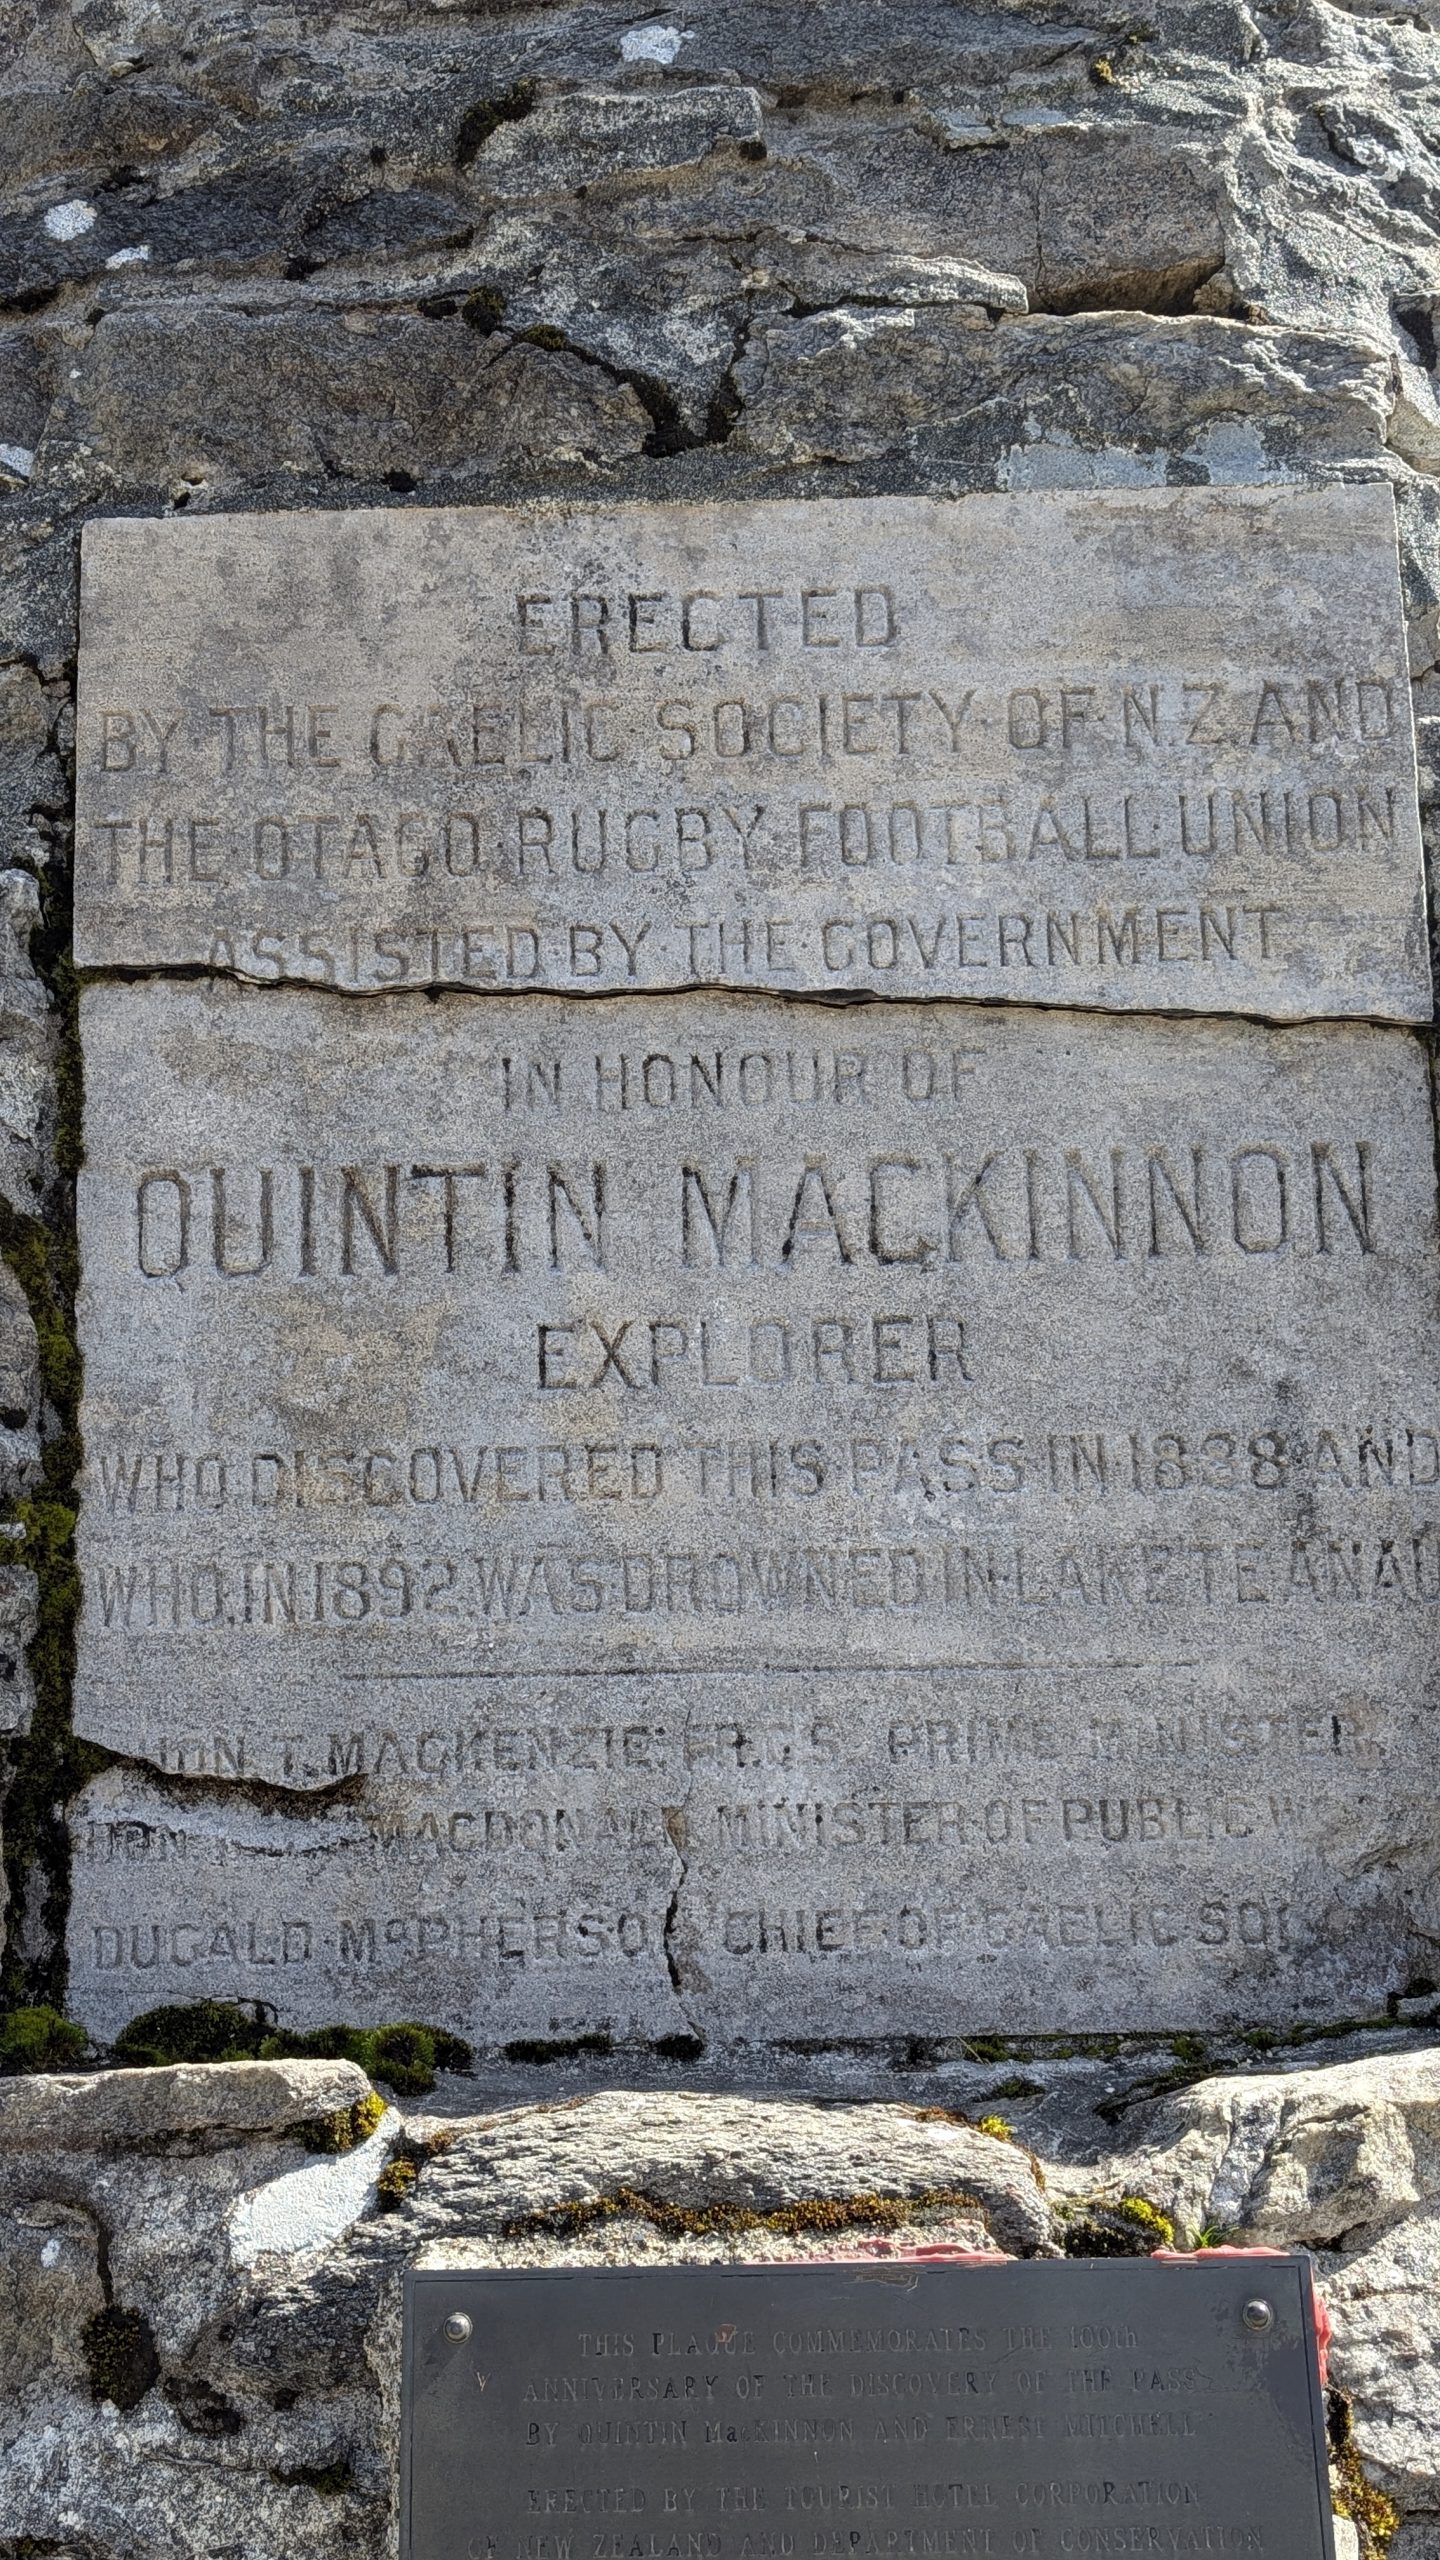 ERECTED
BY THE GAELIC SOCIETY OF N.Z AND
THE OTAGO RUGBY FOOTBALL UNION
ASSISTED BY THE GOVERNMENT
IN HONOUR OF
QUINTIN MACKINNON
EXPLORER
WHO DISCOVERED THIS PASS IN 1888 AND
WHO IN 1892 WAS DROWNED IN LAKE TE ANAU
HON. T. MACKENZIE F.R.G.S. PRIME MINISTER
HON MACDONALD MINISTER OF PUBLIC
DUGALD McPHERSON CHIEF OF GAELIC
THIS PLAQUE COMMEMORATES THE 100th
ANNIVERSARY OF THE DISCOVERY OF THE PASS
BY QUINTIN MacKINNON AND ERNEST MITCHELL
ERECTED BY THE TOURIST HOTEL CORPORATION
OF NEW ZEALAND AND DEPARTMENT OF CONSERVATION